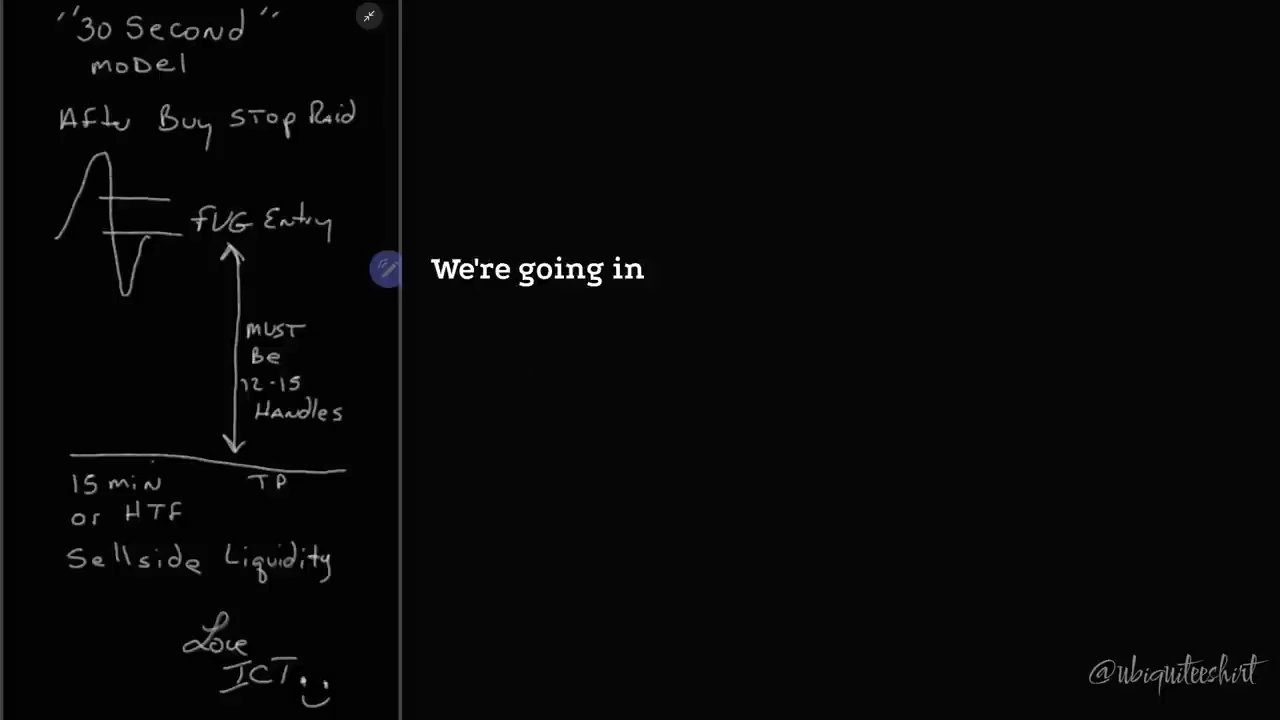 "30 Second"
MODEL
After Buy STOP Raid
FVG Entry
MUST
Be
12-15
HANdles
15 min
or HTF
TP
Sellside Liquidity
Love
ICT
We're going in
@ubiquiteeshirt